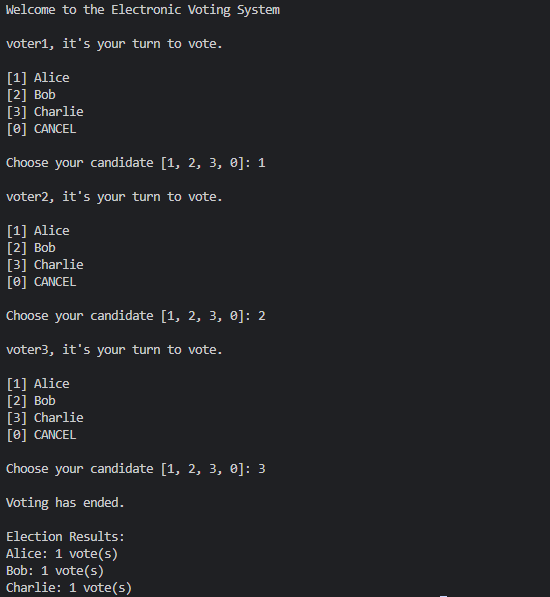 Welcome to the Electronic Voting System
voter1, it's your turn to vote.
[1] Alice
[2] Bob
[3] Charlie
[0] CANCEL
Choose your candidate [1, 2, 3, 0]: 1
voter2, it's your turn to vote.
[1] Alice
[2] Bob
[3] Charlie
[0] CANCEL
Choose your candidate [1, 2, 3, 0]: 2
voter3, it's your turn to vote.
[1] Alice
[2] Bob
[3] Charlie
[0] CANCEL
Choose your candidate [1, 2, 3, 0]: 3
Voting has ended.
Election Results:
Alice: 1 vote(s)
Bob: 1 vote(s)
Charlie: 1 vote(s)